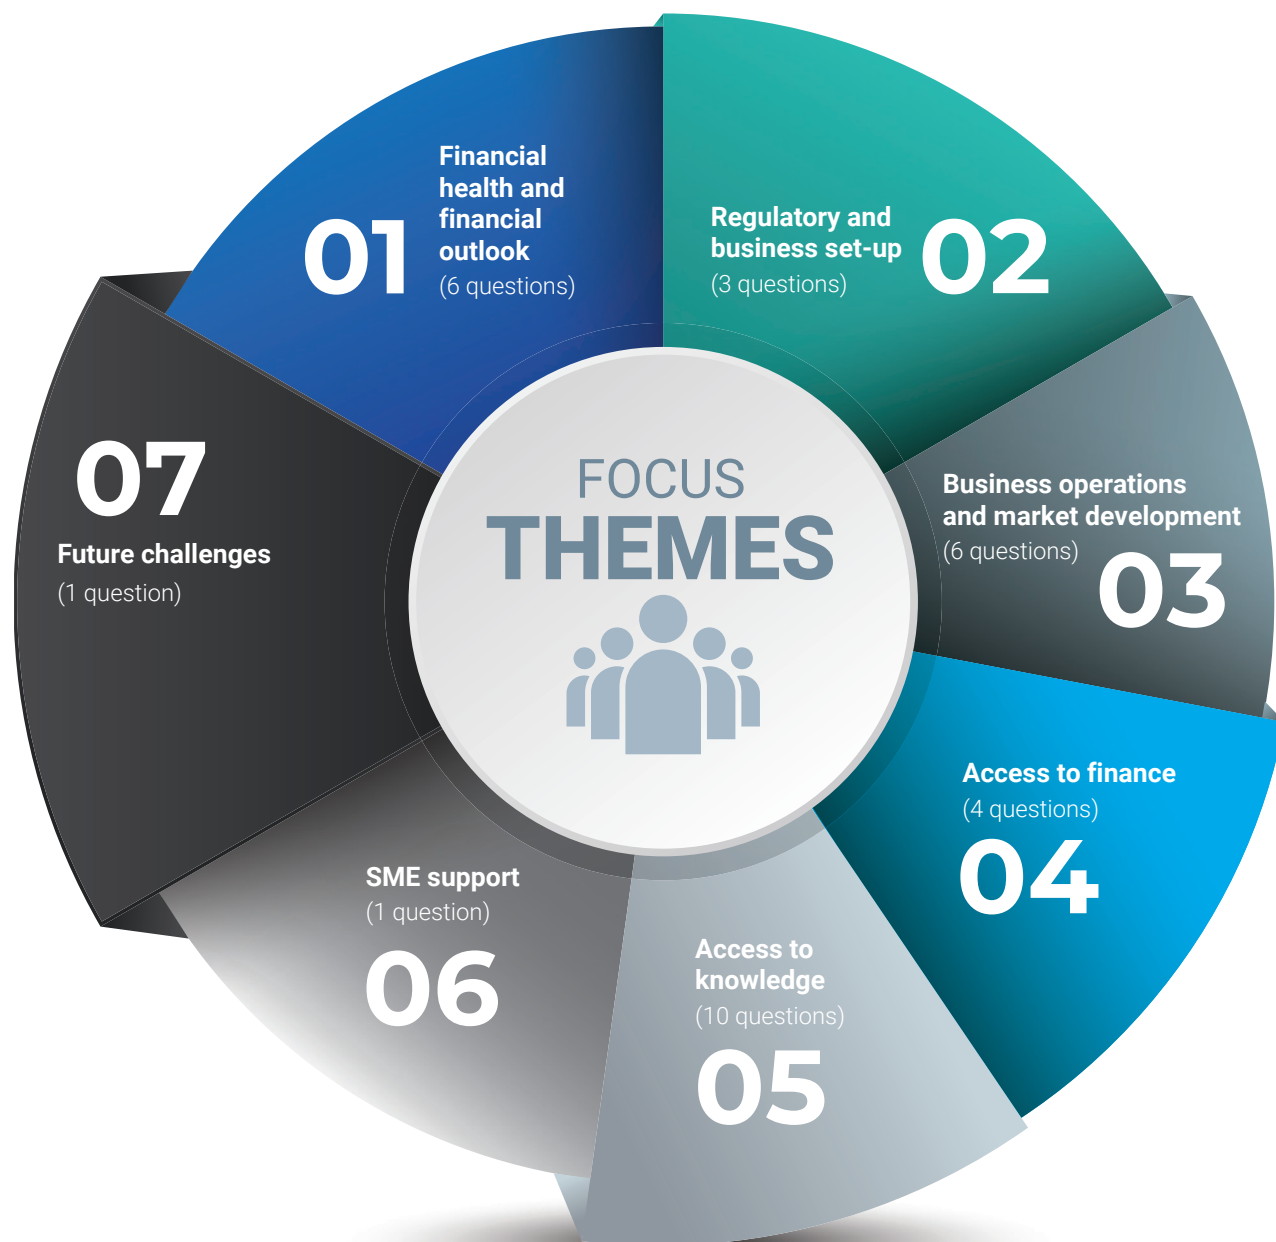 FOCUS
THEMES
01
Financial
health and
financial
outlook
(6 questions)
Regulatory and
business set-up
(3 questions)
02
Business operations
and market development
(6 questions)
03
Access to finance
(4 questions)
04
Access to
knowledge
(10 questions)
05
SME support
(1 question)
06
07
Future challenges
(1 question)